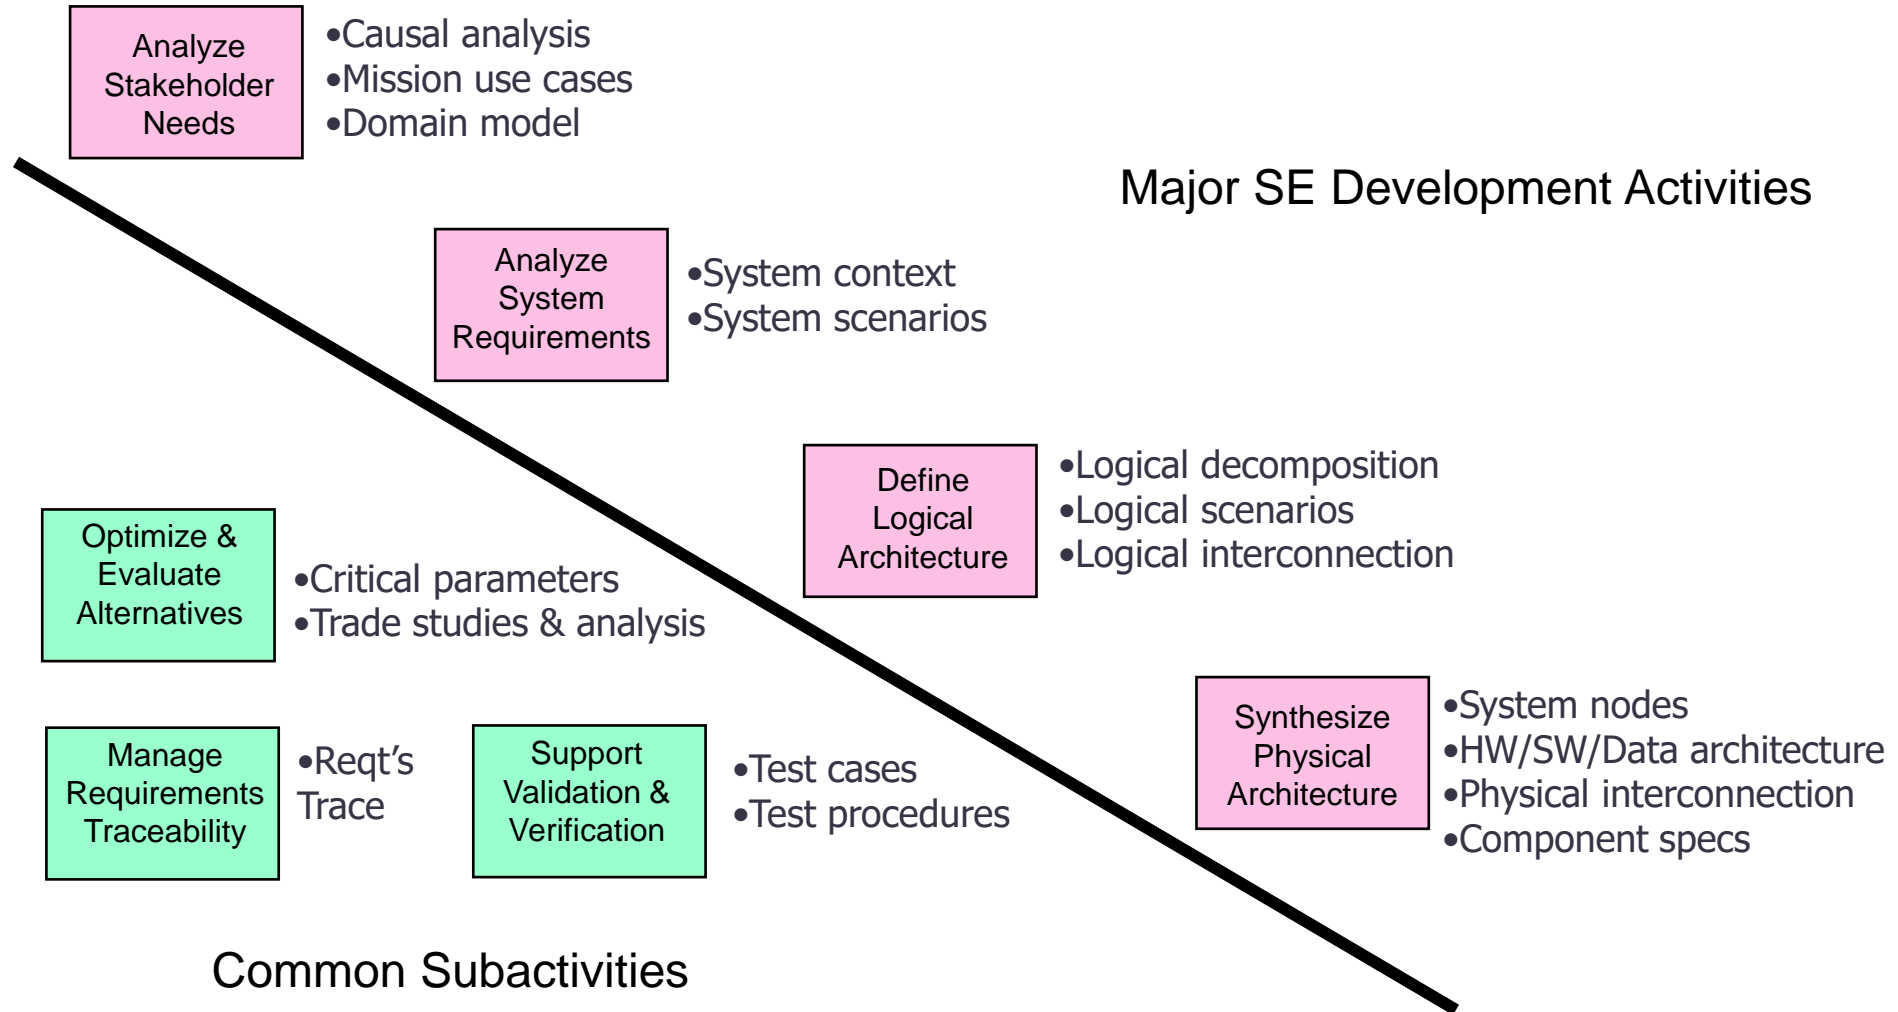 Analyze
Stakeholder
Needs
•Causal analysis
•Mission use cases
•Domain model
Major SE Development Activities
Analyze
System
Requirements
•System context
•System scenarios
Define
Logical
Architecture
•Logical decomposition
•Logical scenarios
•Logical interconnection
Optimize &
Evaluate
Alternatives
•Critical parameters
•Trade studies & analysis
Synthesize
Physical
Architecture
•System nodes
•HW/SW/Data architecture
•Physical interconnection
•Component specs
Manage
Requirements
Traceability
•Reqt’s
Trace
Support
Validation &
Verification
•Test cases
•Test procedures
Common Subactivities